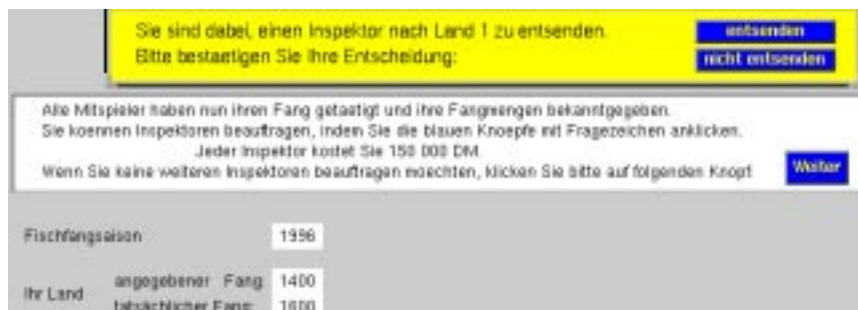 Sie sind dabei, einen Inspektor nach Land 1 zu entsenden.
entsenden
Bitte bestaetigen Sie Ihre Entscheidung:
nicht entsenden
Alle Mitspieler haben nun ihren Fang getaetigt und ihre Fangmengen bekanntgegeben.
Sie koennen Inspektoren beauftragen, indem Sie die blauen Knoepfe mit Fragezeichen anklicken.
Jeder Inspektor kostet Sie 150 000 DM.
Wenn Sie keine weiteren Inspektoren beauftragen moechten, klicken Sie bitte auf folgenden Knopf
Weiter
Fischfangsaison 1996
angegebener Fang: 1400
Ihr Land
tatsächlicher Fang: 1600